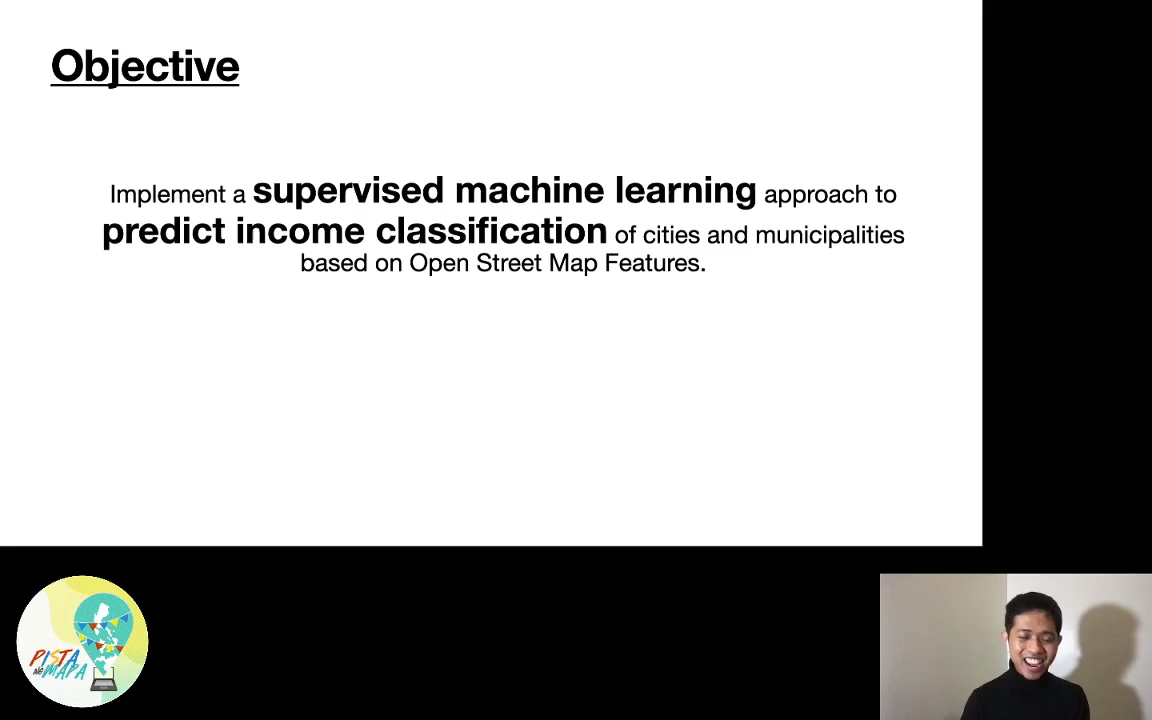 Objective
Implement a supervised machine learning approach to
predict income classification of cities and municipalities
based on Open Street Map Features.
PISTA
NG MAPA